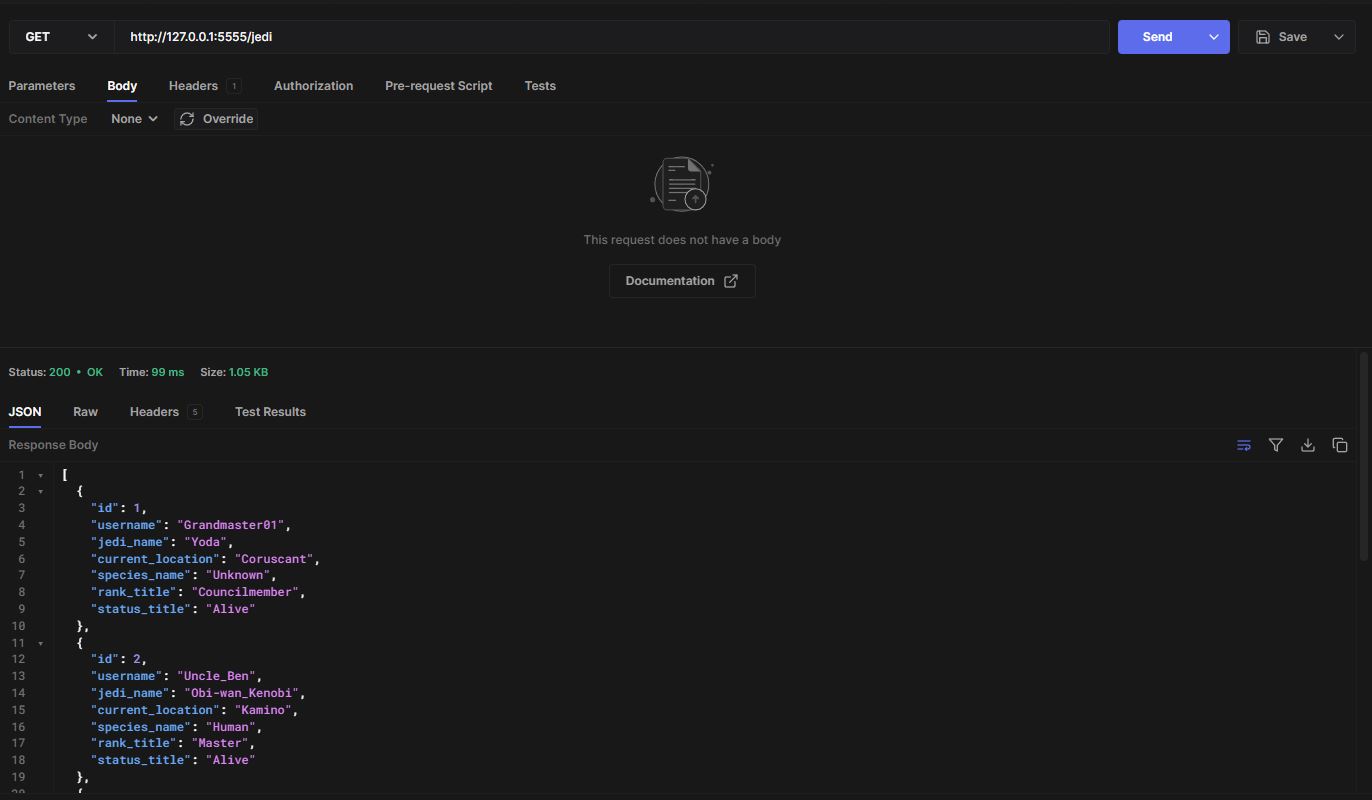 GET http://127.0.0.1:5555/jedi Send Save
Parameters Body Headers 1 Authorization Pre-request Script Tests
Content Type None Override
This request does not have a body
Documentation
Status: 200 • OK Time: 99 ms Size: 1.05 KB
JSON Raw Headers 5 Test Results
Response Body
1 [
2 {
3 "id": 1,
4 "username": "Grandmaster01",
5 "jedi_name": "Yoda",
6 "current_location": "Coruscant",
7 "species_name": "Unknown",
8 "rank_title": "Councilmember",
9 "status_title": "Alive"
10 },
11 {
12 "id": 2,
13 "username": "Uncle_Ben",
14 "jedi_name": "Obi-wan_Kenobi",
15 "current_location": "Kamino",
16 "species_name": "Human",
17 "rank_title": "Master",
18 "status_title": "Alive"
19 },
20 {